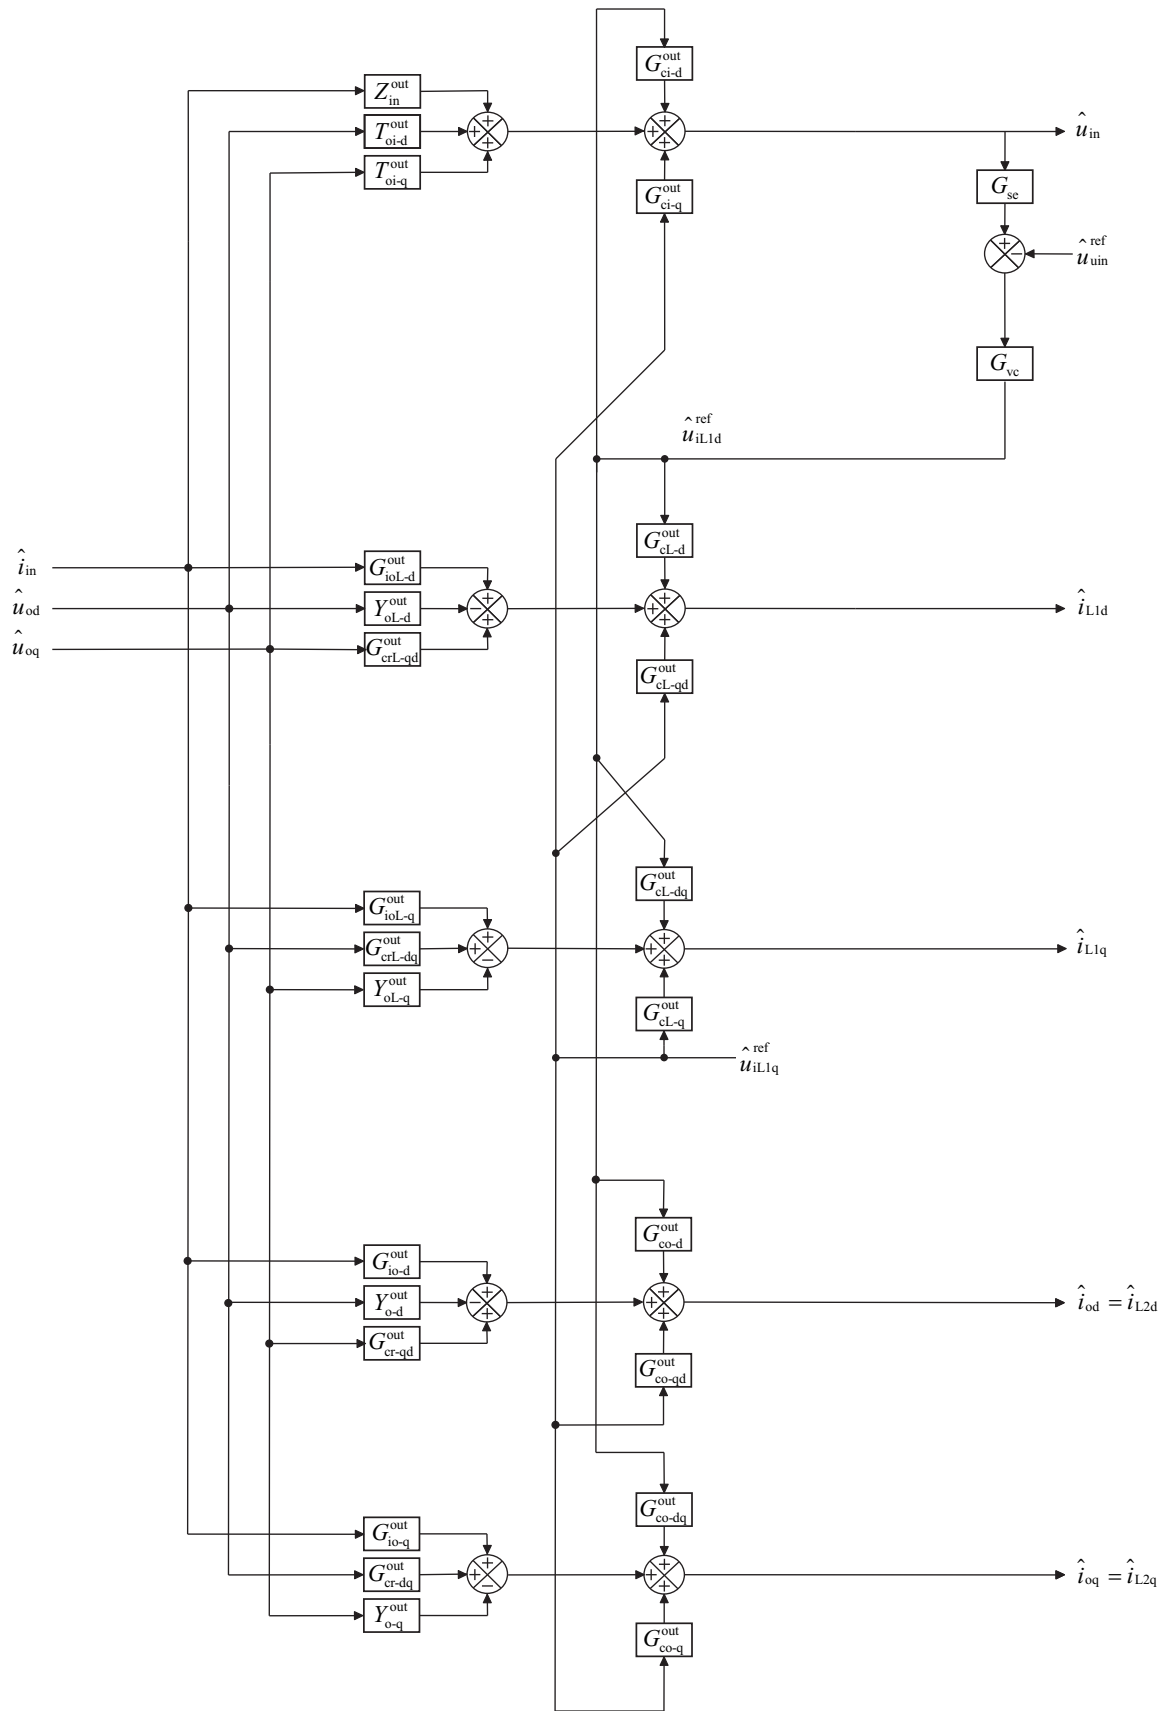 G_ci-d^out
Z_in^out
T_oi-d^out
T_oi-q^out
+ + +
+ + +
û_in
G_ci-q^out
G_se
+ −
û_uin^ref
G_vc
û_iL1d^ref
G_cL-d^out
î_in
G_ioL-d^out
û_od
Y_oL-d^out
+ − +
+ + +
î_L1d
û_oq
G_crL-qd^out
G_cL-qd^out
G_cL-dq^out
G_ioL-q^out
G_crL-dq^out
+ + −
+ + +
î_L1q
Y_oL-q^out
G_cL-q^out
û_iL1q^ref
G_co-d^out
G_io-d^out
Y_o-d^out
+ − +
+ + +
î_od = î_L2d
G_cr-qd^out
G_co-qd^out
G_co-dq^out
G_io-q^out
G_cr-dq^out
+ + −
+ + +
î_oq = î_L2q
Y_o-q^out
G_co-q^out